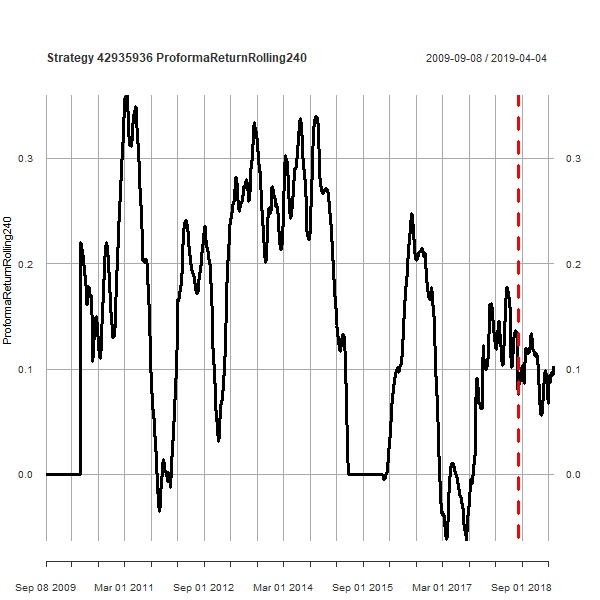 Strategy 42935936 ProformaReturnRolling240
2009-09-08 / 2019-04-04
ProformaReturnRolling240
0.3
0.3
0.2
0.2
0.1
0.1
0.0
0.0
Sep 08 2009
Mar 01 2011
Sep 01 2012
Mar 01 2014
Sep 01 2015
Mar 01 2017
Sep 01 2018